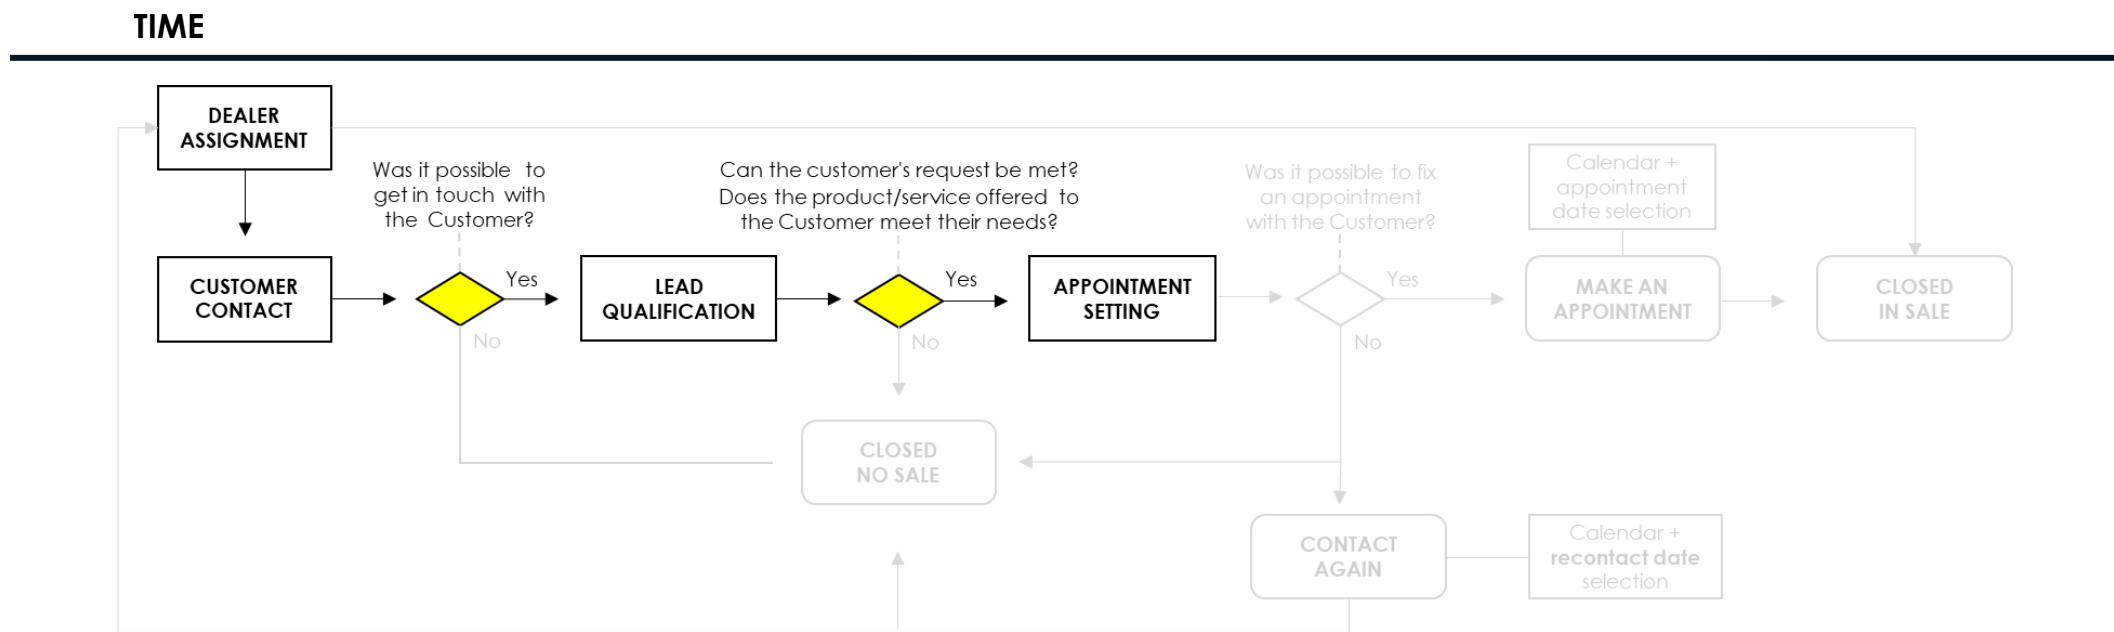 TIME
DEALER
ASSIGNMENT
Was it possible to
get in touch with
the Customer?
Can the customer's request be met?
Does the product/service offered to
the Customer meet their needs?
Was it possible to fix
an appointment
with the Customer?
Calendar +
appointment
date selection
CUSTOMER
CONTACT
Yes
LEAD
QUALIFICATION
Yes
APPOINTMENT
SETTING
Yes
MAKE AN
APPOINTMENT
CLOSED
IN SALE
No
No
No
CLOSED
NO SALE
CONTACT
AGAIN
Calendar +
recontact date
selection